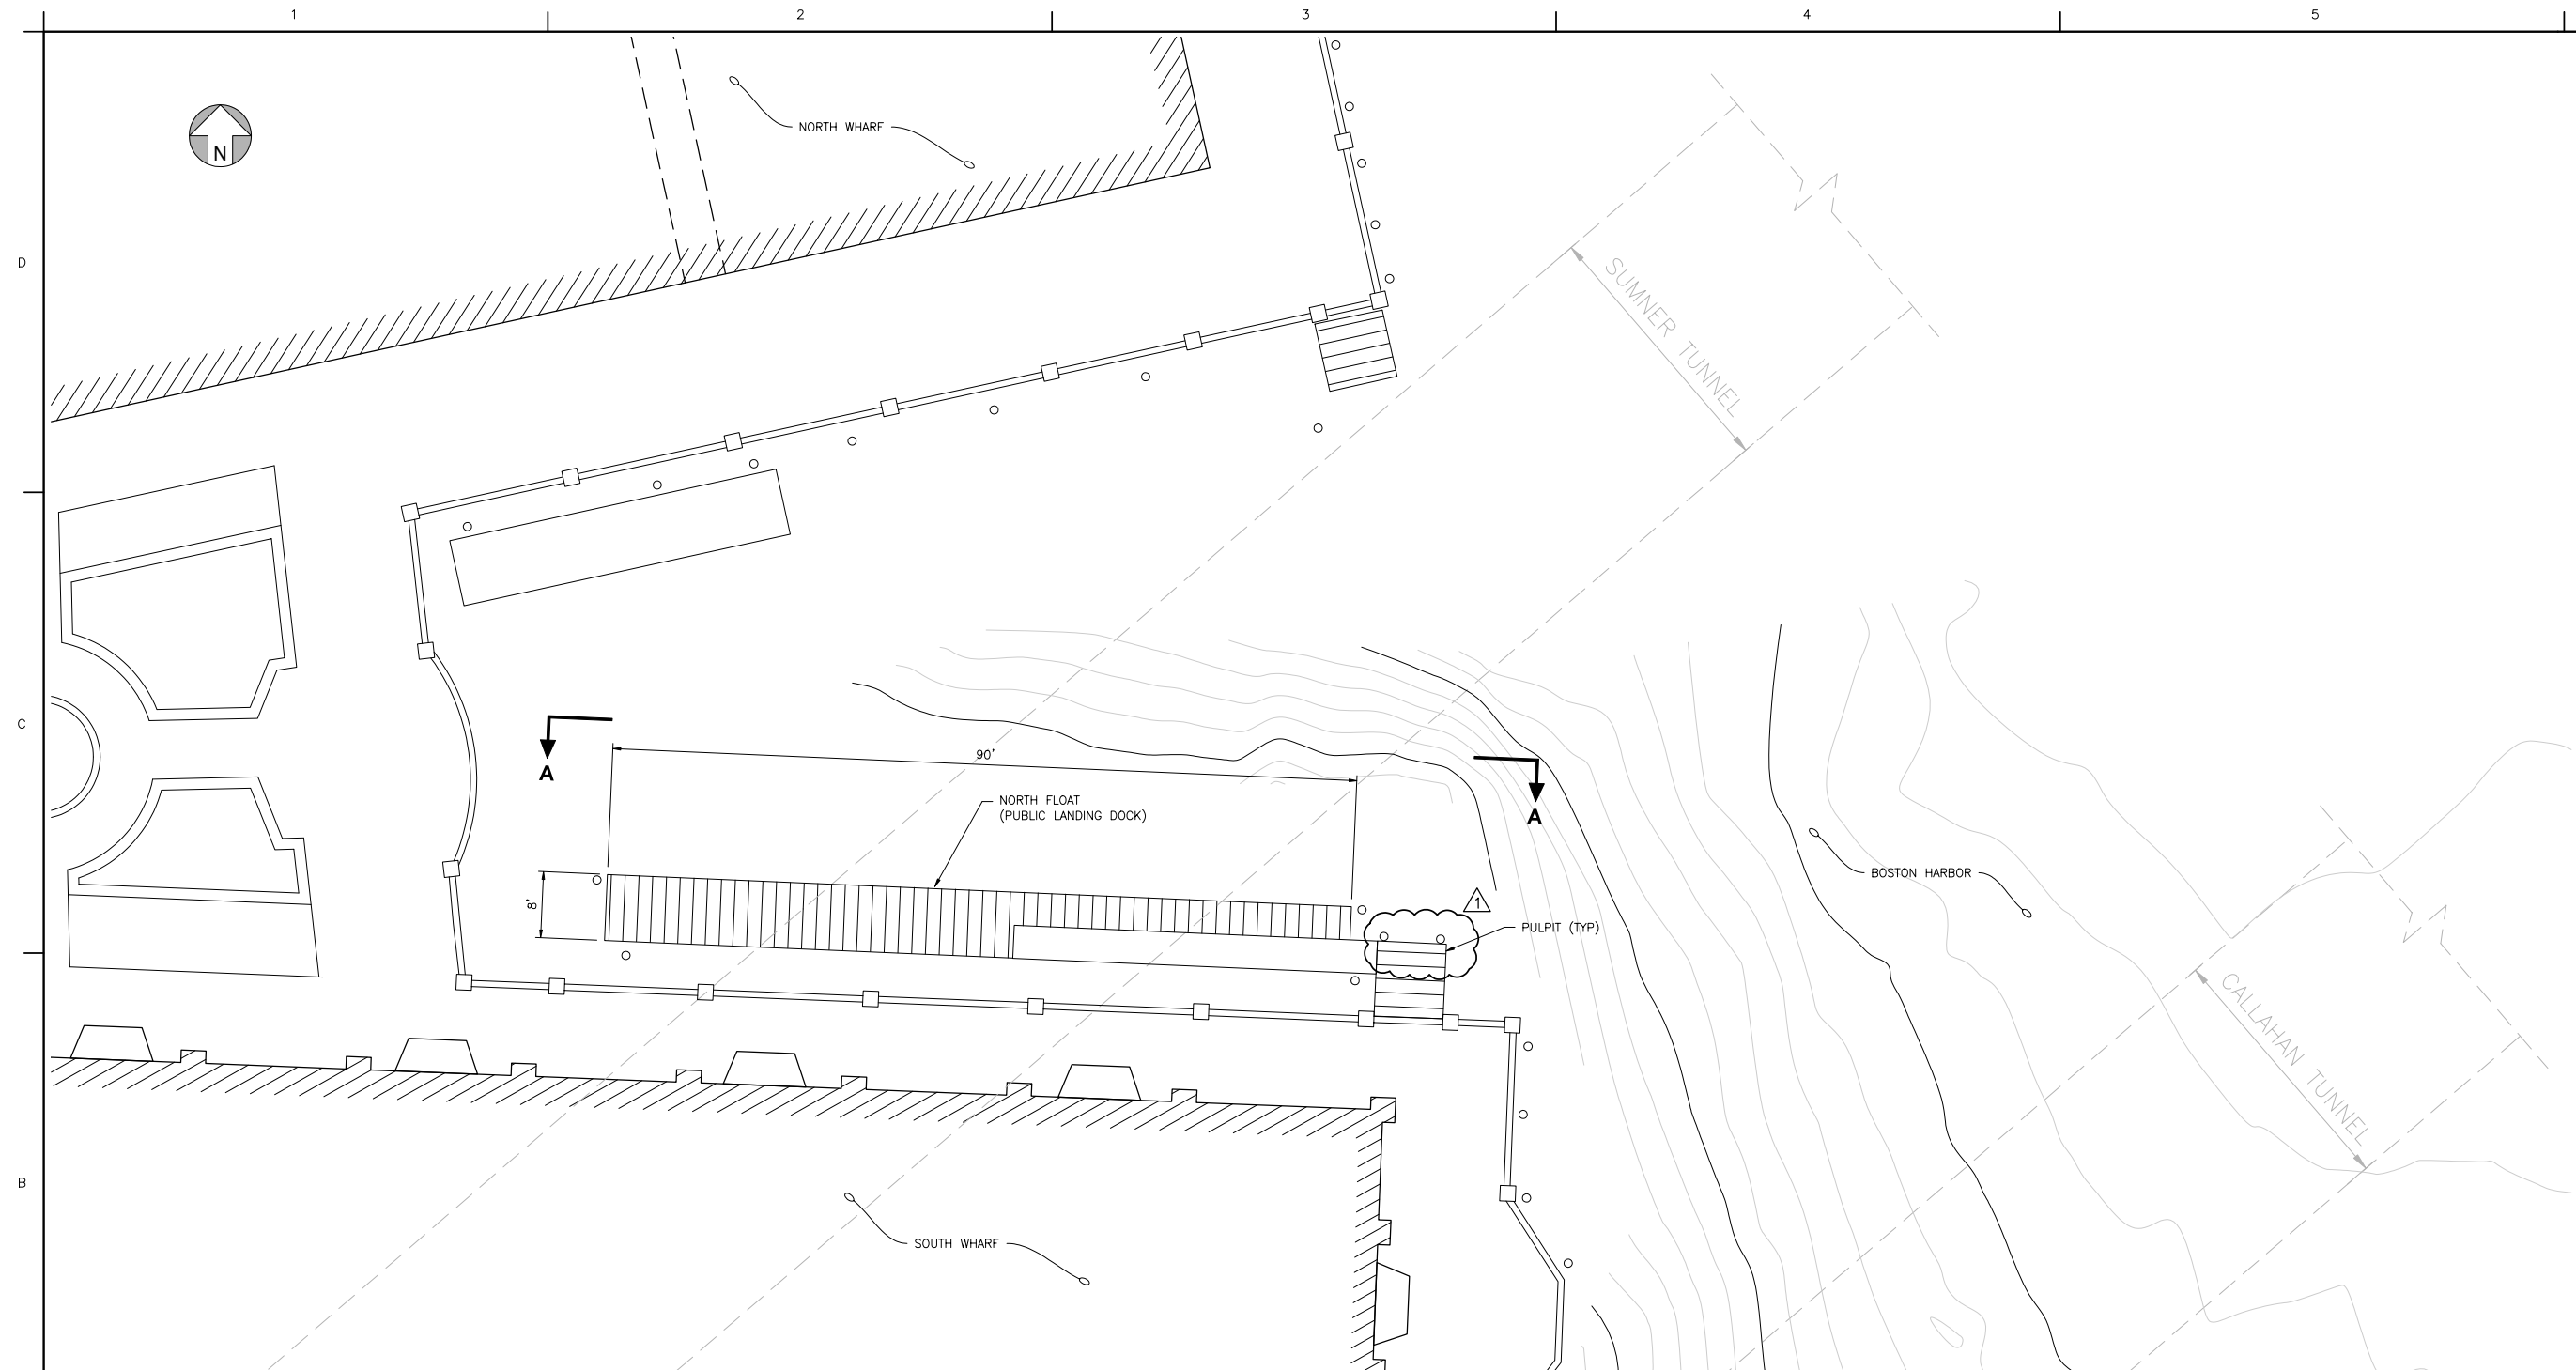 1
2
3
4
5
N
NORTH WHARF
D
SUMNER TUNNEL
C
A
90'
NORTH FLOAT
(PUBLIC LANDING DOCK)
A
BOSTON HARBOR
8'
1
PULPIT (TYP)
CALLAHAN TUNNEL
B
SOUTH WHARF